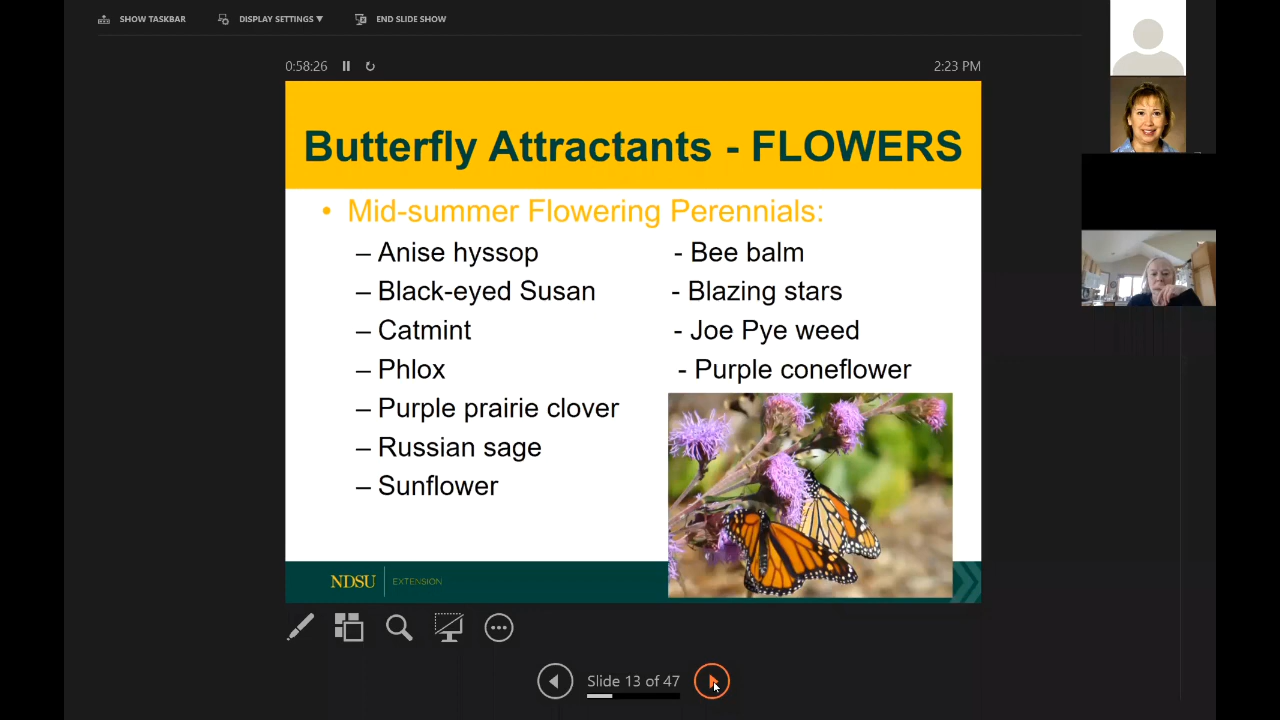 SHOW TASKBAR
DISPLAY SETTINGS ▼
END SLIDE SHOW
0:58:26
2:23 PM
Butterfly Attractants - FLOWERS
• Mid-summer Flowering Perennials:
– Anise hyssop - Bee balm
– Black-eyed Susan - Blazing stars
– Catmint - Joe Pye weed
– Phlox - Purple coneflower
– Purple prairie clover
– Russian sage
– Sunflower
NDSU EXTENSION
Slide 13 of 47